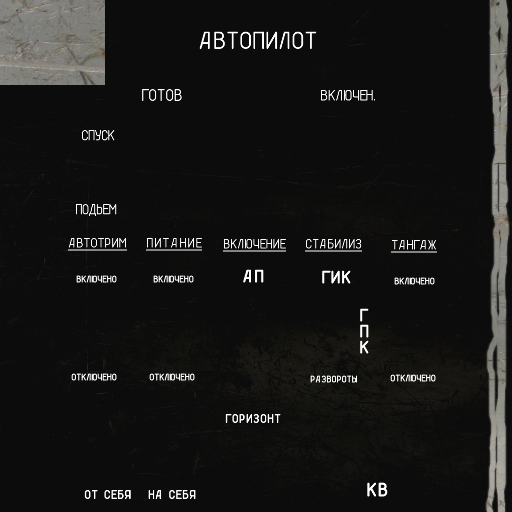 АВТОПИЛОТ
ГОТОВ ВКЛЮЧЕН.
СПУСК
ПОДЬЕМ
АВТОТРИМ ПИТАНИЕ ВКЛЮЧЕНИЕ СТАБИЛИЗ ТАНГАЖ
ВКЛЮЧЕНО ВКЛЮЧЕНО АП ГИК ВКЛЮЧЕНО
ГПК
ОТКЛЮЧЕНО ОТКЛЮЧЕНО РАЗВОРОТЫ ОТКЛЮЧЕНО
ГОРИЗОНТ
ОТ СЕБЯ НА СЕБЯ КВ